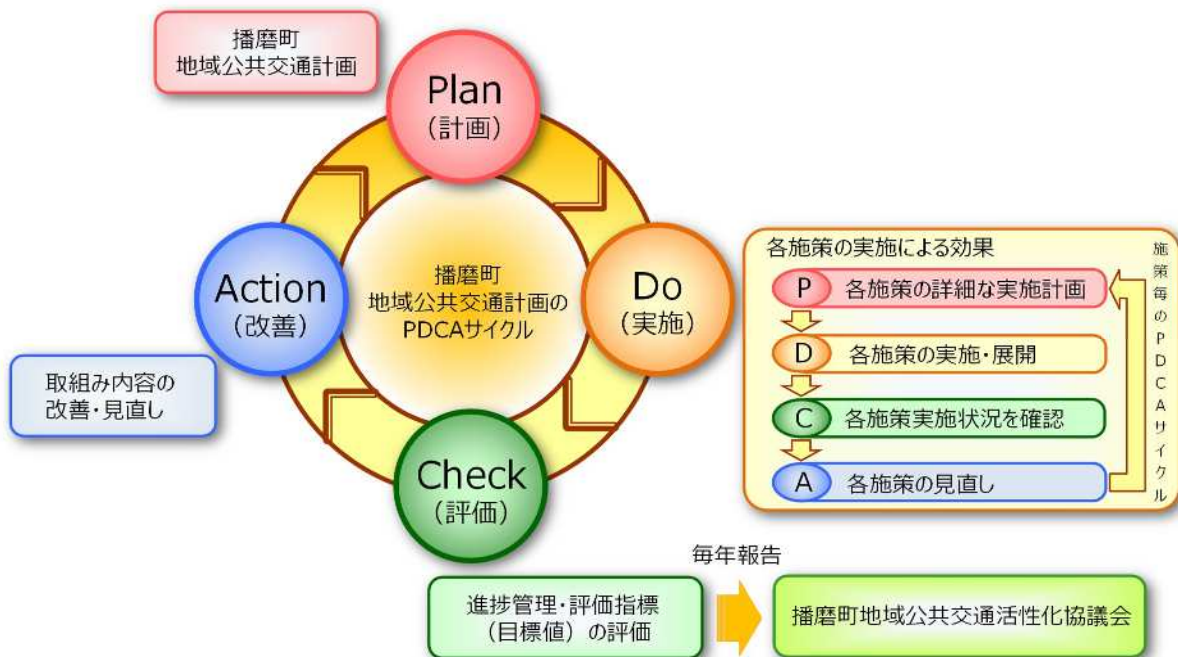 播磨町
地域公共交通計画
Plan
（計画）
Action
（改善）
播磨町
地域公共交通計画の
PDCAサイクル
Do
（実施）
取組み内容の
改善・見直し
Check
（評価）
各施策の実施による効果
P 各施策の詳細な実施計画
D 各施策の実施・展開
C 各施策実施状況を確認
A 各施策の見直し
施策毎のPDCAサイクル
毎年報告
進捗管理・評価指標
（目標値）の評価
播磨町地域公共交通活性化協議会